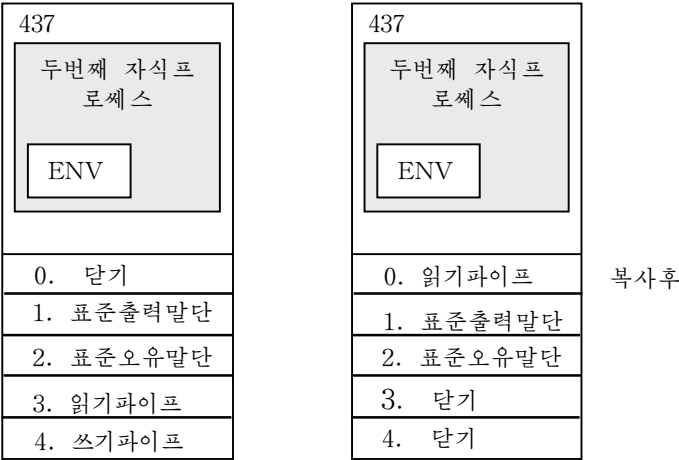 437
두번째 자식프
로쎄스
ENV
0. 닫기
1. 표준출력말단
2. 표준오유말단
3. 읽기파이프
4. 쓰기파이프
437
두번째 자식프
로쎄스
ENV
0. 읽기파이프
1. 표준출력말단
2. 표준오유말단
3. 닫기
4. 닫기
복사후